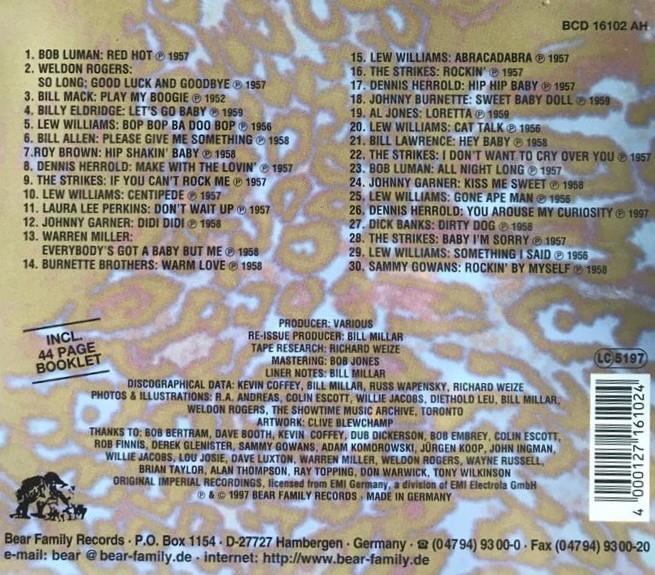 BCD 16102 AH
1. BOB LUMAN: RED HOT ℗ 1957
2. WELDON ROGERS:
SO LONG; GOOD LUCK AND GOODBYE ℗ 1957
3. BILL MACK: PLAY MY BOOGIE ℗ 1952
4. BILLY ELDRIDGE: LET'S GO BABY ℗ 1959
5. LEW WILLIAMS: BOP BOP BA DOO BOP ℗ 1956
6. BILL ALLEN: PLEASE GIVE ME SOMETHING ℗ 1958
7.ROY BROWN: HIP SHAKIN' BABY ℗ 1958
8. DENNIS HERROLD: MAKE WITH THE LOVIN' ℗ 1957
9. THE STRIKES: IF YOU CAN'T ROCK ME ℗ 1957
10. LEW WILLIAMS: CENTIPEDE ℗ 1957
11. LAURA LEE PERKINS: DON'T WAIT UP ℗ 1957
12. JOHNNY GARNER: DIDI DIDI ℗ 1958
13. WARREN MILLER:
EVERYBODY'S GOT A BABY BUT ME ℗ 1958
14. BURNETTE BROTHERS: WARM LOVE ℗ 1958
15. LEW WILLIAMS: ABRACADABRA ℗ 1957
16. THE STRIKES: ROCKIN' ℗ 1957
17. DENNIS HERROLD: HIP HIP BABY ℗ 1957
18. JOHNNY BURNETTE: SWEET BABY DOLL ℗ 1959
19. AL JONES: LORETTA ℗ 1959
20. LEW WILLIAMS: CAT TALK ℗ 1956
21. BILL LAWRENCE: HEY BABY ℗ 1958
22. THE STRIKES: I DON'T WANT TO CRY OVER YOU ℗ 1957
23. BOB LUMAN: ALL NIGHT LONG ℗ 1957
24. JOHNNY GARNER: KISS ME SWEET ℗ 1958
25. LEW WILLIAMS: GONE APE MAN ℗ 1956
26. DENNIS HERROLD: YOU AROUSE MY CURIOSITY ℗ 1997
27. DICK BANKS: DIRTY DOG ℗ 1958
28. THE STRIKES: BABY I'M SORRY ℗ 1957
29. LEW WILLIAMS: SOMETHING I SAID ℗ 1956
30. SAMMY GOWANS: ROCKIN' BY MYSELF ℗ 1958
INCL.
44 PAGE
BOOKLET
PRODUCER: VARIOUS
RE-ISSUE PRODUCER: BILL MILLAR
TAPE RESEARCH: RICHARD WEIZE
MASTERING: BOB JONES
LINER NOTES: BILL MILLAR
DISCOGRAPHICAL DATA: KEVIN COFFEY, BILL MILLAR, RUSS WAPENSKY, RICHARD WEIZE
PHOTOS & ILLUSTRATIONS: R.A. ANDREAS, COLIN ESCOTT, WILLIE JACOBS, DIETHOLD LEU, BILL MILLAR,
WELDON ROGERS, THE SHOWTIME MUSIC ARCHIVE, TORONTO
ARTWORK: CLIVE BLEWCHAMP
THANKS TO: BOB BERTRAM, DAVE BOOTH, KEVIN COFFEY, DUB DICKERSON, BOB EMBREY, COLIN ESCOTT,
ROB FINNIS, DEREK GLENISTER, SAMMY GOWANS, ADAM KOMOROWSKI, JÜRGEN KOOP, JOHN INGMAN,
WILLIE JACOBS, LOU JOSIE, DAVE LUXTON, WARREN MILLER, WELDON ROGERS, WAYNE RUSSELL,
BRIAN TAYLOR, ALAN THOMPSON, RAY TOPPING, DON WARWICK, TONY WILKINSON
ORIGINAL IMPERIAL RECORDINGS, licensed from EMI Germany, a division of EMI Electrola GmbH
℗ & © 1997 BEAR FAMILY RECORDS · MADE IN GERMANY
LC 5197
4 000127 161024
Bear Family Records · P.O. Box 1154 · D-27727 Hambergen · Germany · ☎ (04794) 9300-0 · Fax (04794) 9300-20
e-mail: bear @bear-family.de · internet: http://www.bear-family.de